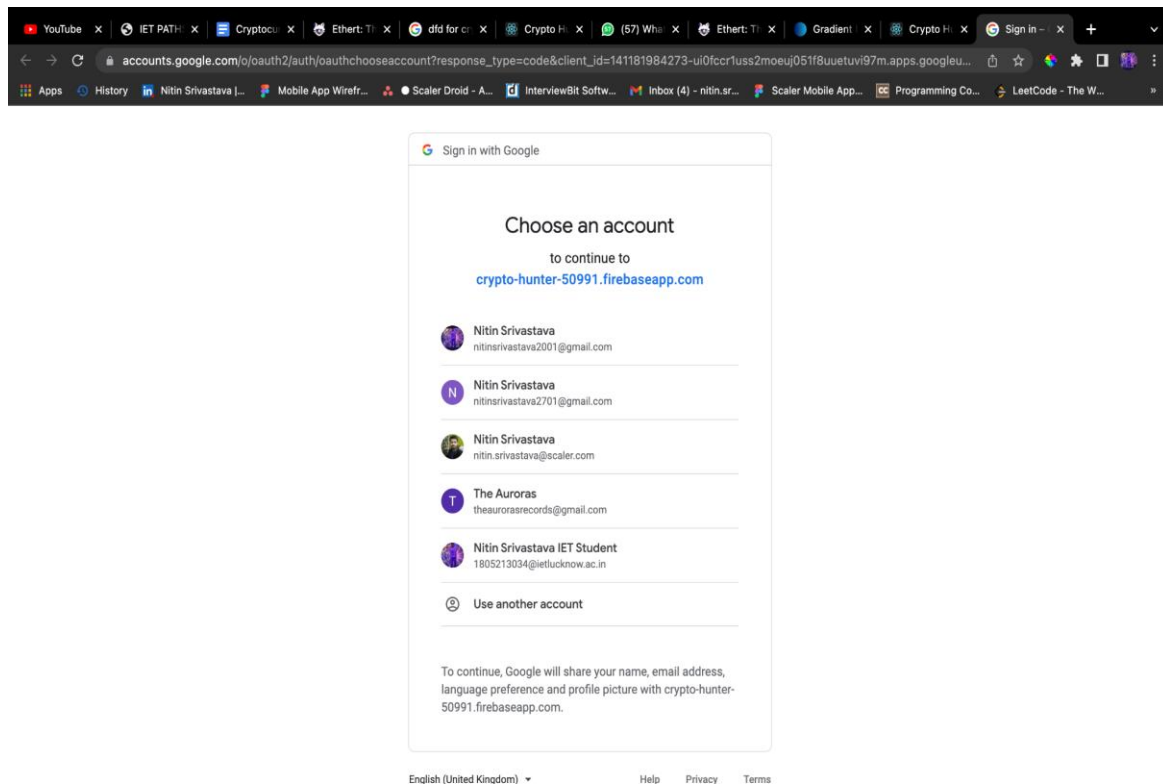 YouTube
IET PATH
Cryptocu
Ethert: Th
dfd for cr
Crypto Hu
(57) What
Ethert: Th
Gradient
Crypto Hu
Sign in –
accounts.google.com/o/oauth2/auth/oauthchooseaccount?response_type=code&client_id=141181984273-ui0fccr1uss2moeuj051f8uuetuvi97m.apps.googleu...
Apps
History
Nitin Srivastava |...
Mobile App Wirefr...
Scaler Droid - A...
InterviewBit Softw...
Inbox (4) - nitin.sr...
Scaler Mobile App...
Programming Co...
LeetCode - The W...
Sign in with Google
Choose an account
to continue to
crypto-hunter-50991.firebaseapp.com
Nitin Srivastava
nitinsrivastava2001@gmail.com
N
Nitin Srivastava
nitinsrivastava2701@gmail.com
Nitin Srivastava
nitin.srivastava@scaler.com
T
The Auroras
theaurorasrecords@gmail.com
Nitin Srivastava IET Student
1805213034@ietlucknow.ac.in
Use another account
To continue, Google will share your name, email address,
language preference and profile picture with crypto-hunter-
50991.firebaseapp.com.
English (United Kingdom)
Help
Privacy
Terms